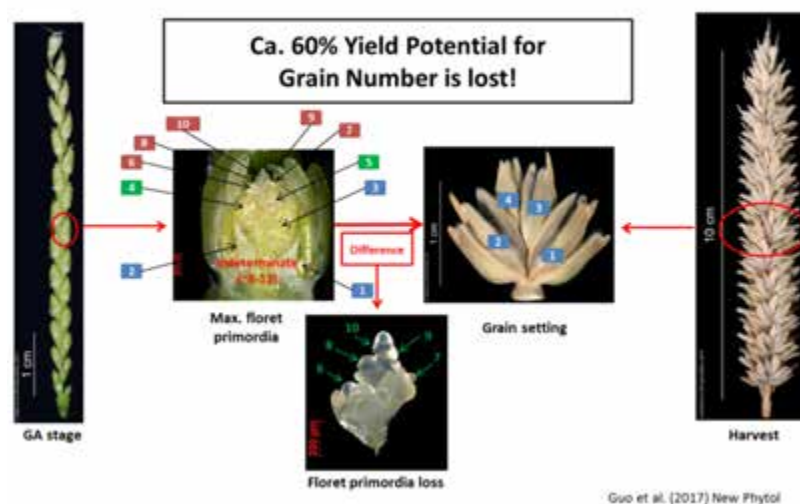 Ca. 60% Yield Potential for
Grain Number is lost!
10
9
8
7
6
5
4
3
2
1
Indeterminate
Max. floret
primordia
Difference
1 cm
4
3
2
1
Grain setting
10
9
8
8
7
Floret primordia loss
1 cm
GA stage
10 cm
Harvest
Guo et al. (2017) New Phytol